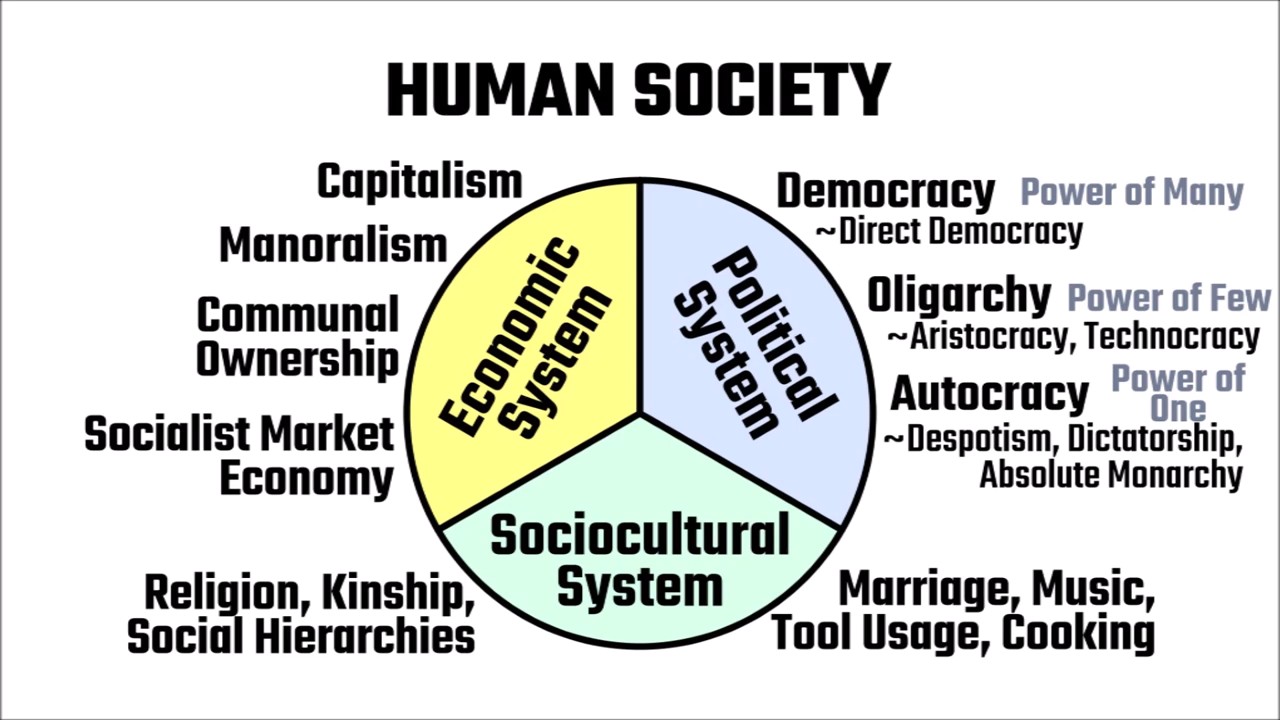 HUMAN SOCIETY
Capitalism
Manoralism
Communal
Ownership
Socialist Market
Economy
Economic
System
Political
System
Democracy Power of Many
~Direct Democracy
Oligarchy Power of Few
~Aristocracy, Technocracy
Autocracy Power of
One
~Despotism, Dictatorship,
Absolute Monarchy
Sociocultural
System
Religion, Kinship,
Social Hierarchies
Marriage, Music,
Tool Usage, Cooking